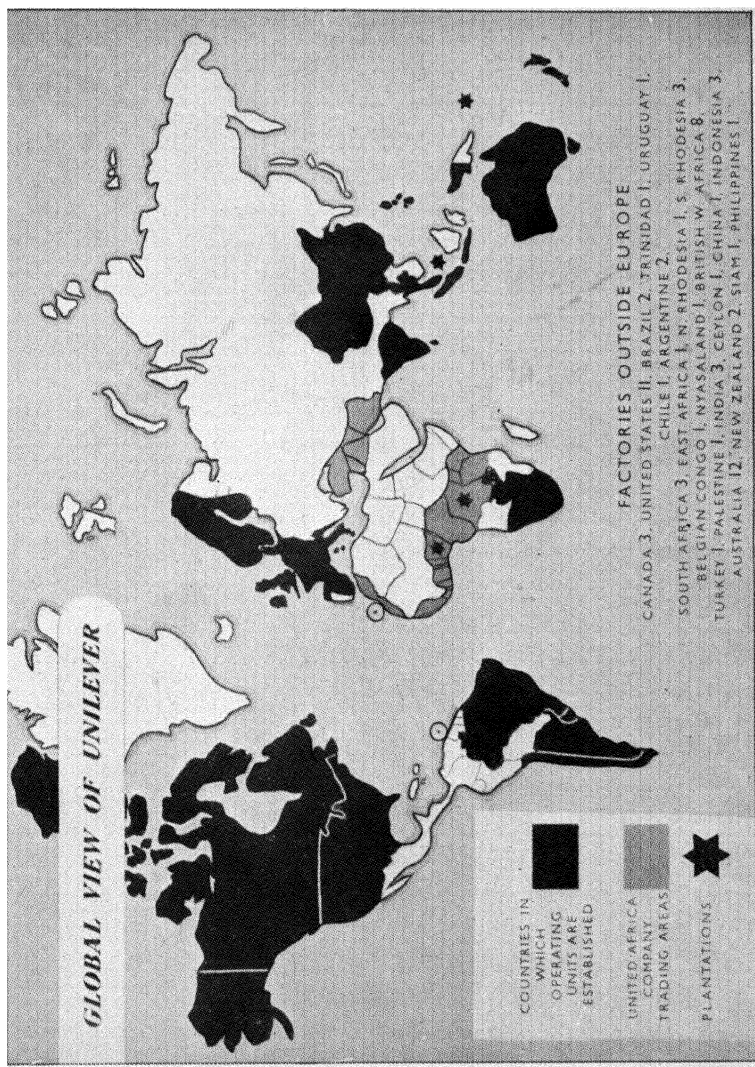 GLOBAL VIEW OF UNILEVER
COUNTRIES IN
WHICH
OPERATING
UNITS ARE
ESTABLISHED
UNITED AFRICA
COMPANY
TRADING AREAS
PLANTATIONS
FACTORIES OUTSIDE EUROPE
CANADA 3, UNITED STATES 11, BRAZIL 2, TRINIDAD 1, URUGUAY 1,
CHILE 1, ARGENTINE 2.
SOUTH AFRICA 3, EAST AFRICA 1, N. RHODESIA 1, S. RHODESIA 3,
BELGIAN CONGO 1, NYASALAND 1, BRITISH W. AFRICA 8.
TURKEY 1, PALESTINE 1, INDIA 3, CEYLON 1, CHINA 1, INDONESIA 3.
AUSTRALIA 12, NEW ZEALAND 2, SIAM 1, PHILIPPINES 1